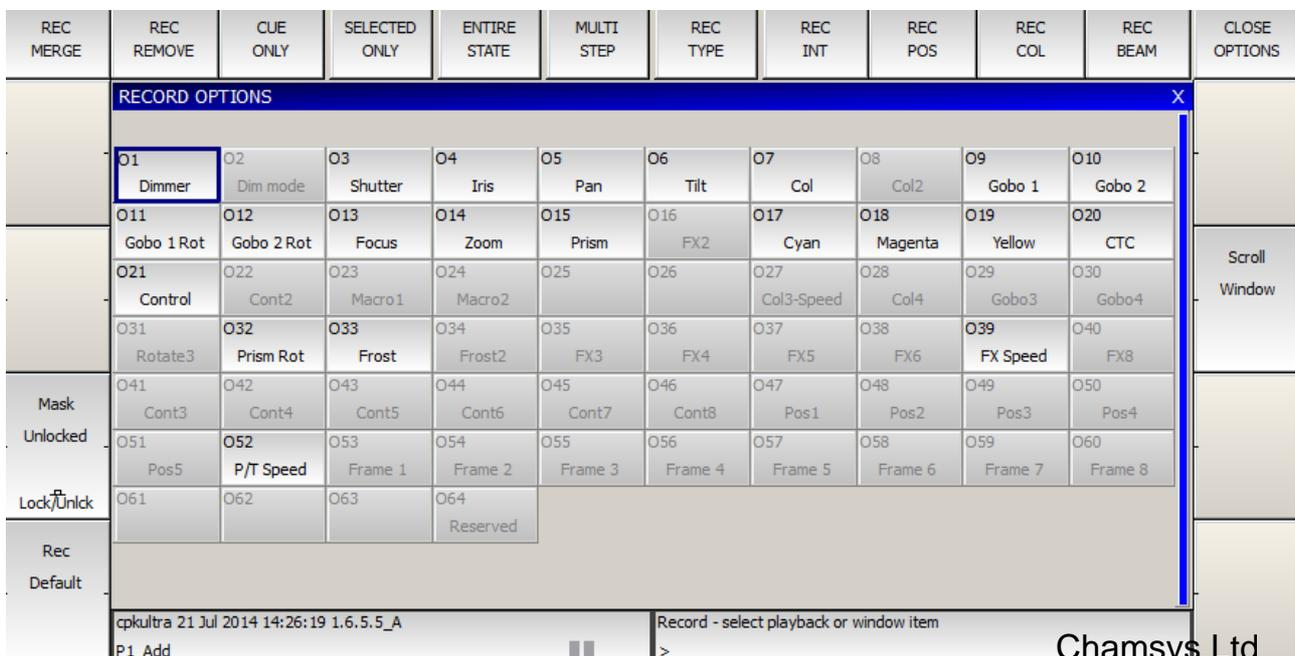 REC MERGE
REC REMOVE
CUE ONLY
SELECTED ONLY
ENTIRE STATE
MULTI STEP
REC TYPE
REC INT
REC POS
REC COL
REC BEAM
CLOSE OPTIONS
RECORD OPTIONS X
O1 O2 O3 O4 O5 O6 O7 O8 O9 O10
Dimmer Dim mode Shutter Iris Pan Tilt Col Col2 Gobo 1 Gobo 2
O11 O12 O13 O14 O15 O16 O17 O18 O19 O20
Gobo 1 Rot Gobo 2 Rot Focus Zoom Prism FX2 Cyan Magenta Yellow CTC
O21 O22 O23 O24 O25 O26 O27 O28 O29 O30
Control Cont2 Macro1 Macro2 Col3-Speed Col4 Gobo3 Gobo4
O31 O32 O33 O34 O35 O36 O37 O38 O39 O40
Rotate3 Prism Rot Frost Frost2 FX3 FX4 FX5 FX6 FX Speed FX8
O41 O42 O43 O44 O45 O46 O47 O48 O49 O50
Cont3 Cont4 Cont5 Cont6 Cont7 Cont8 Pos1 Pos2 Pos3 Pos4
O51 O52 O53 O54 O55 O56 O57 O58 O59 O60
Pos5 P/T Speed Frame 1 Frame 2 Frame 3 Frame 4 Frame 5 Frame 6 Frame 7 Frame 8
O61 O62 O63 O64
Reserved
Scroll
Window
Mask
Unlocked
Lock/Unlck
Rec
Default
cpkultra 21 Jul 2014 14:26:19 1.6.5.5_A
P1 Add
Record - select playback or window item
>
Chamsys Ltd